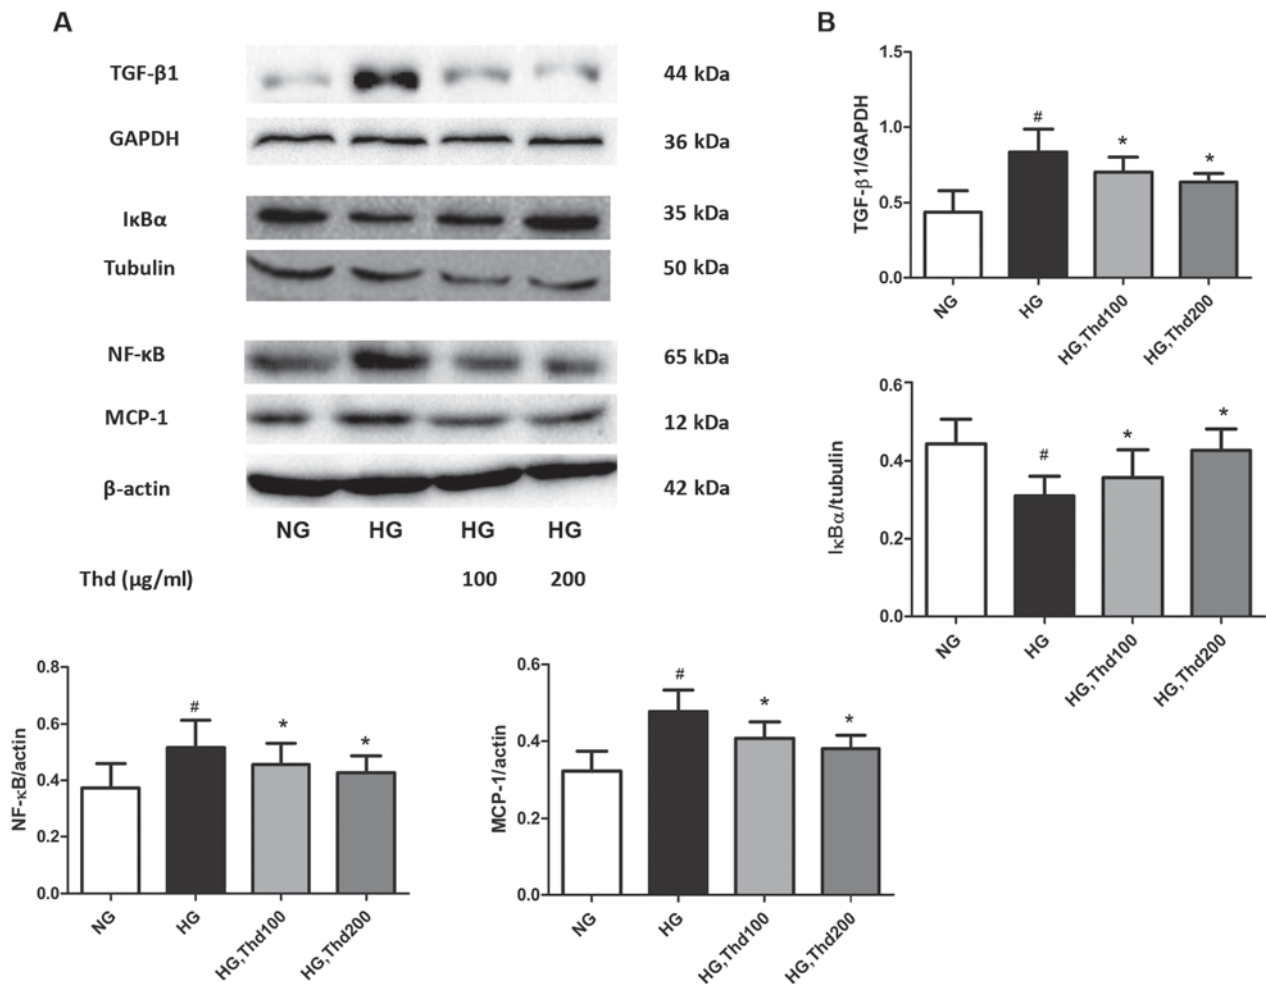 A
TGF-β1 44 kDa
GAPDH 36 kDa
IκBα 35 kDa
Tubulin 50 kDa
NF-κB 65 kDa
MCP-1 12 kDa
β-actin 42 kDa
NG HG HG HG
Thd (µg/ml) 100 200
B
TGF-β1/GAPDH
1.5
1.0
0.5
0.0
# * *
NG HG HG,Thd100 HG,Thd200
IκBα/tubulin
0.6
0.4
0.2
0.0
# * *
NG HG HG,Thd100 HG,Thd200
NF-κB/actin
0.8
0.6
0.4
0.2
0.0
# * *
NG HG HG,Thd100 HG,Thd200
MCP-1/actin
0.6
0.4
0.2
0.0
# * *
NG HG HG,Thd100 HG,Thd200